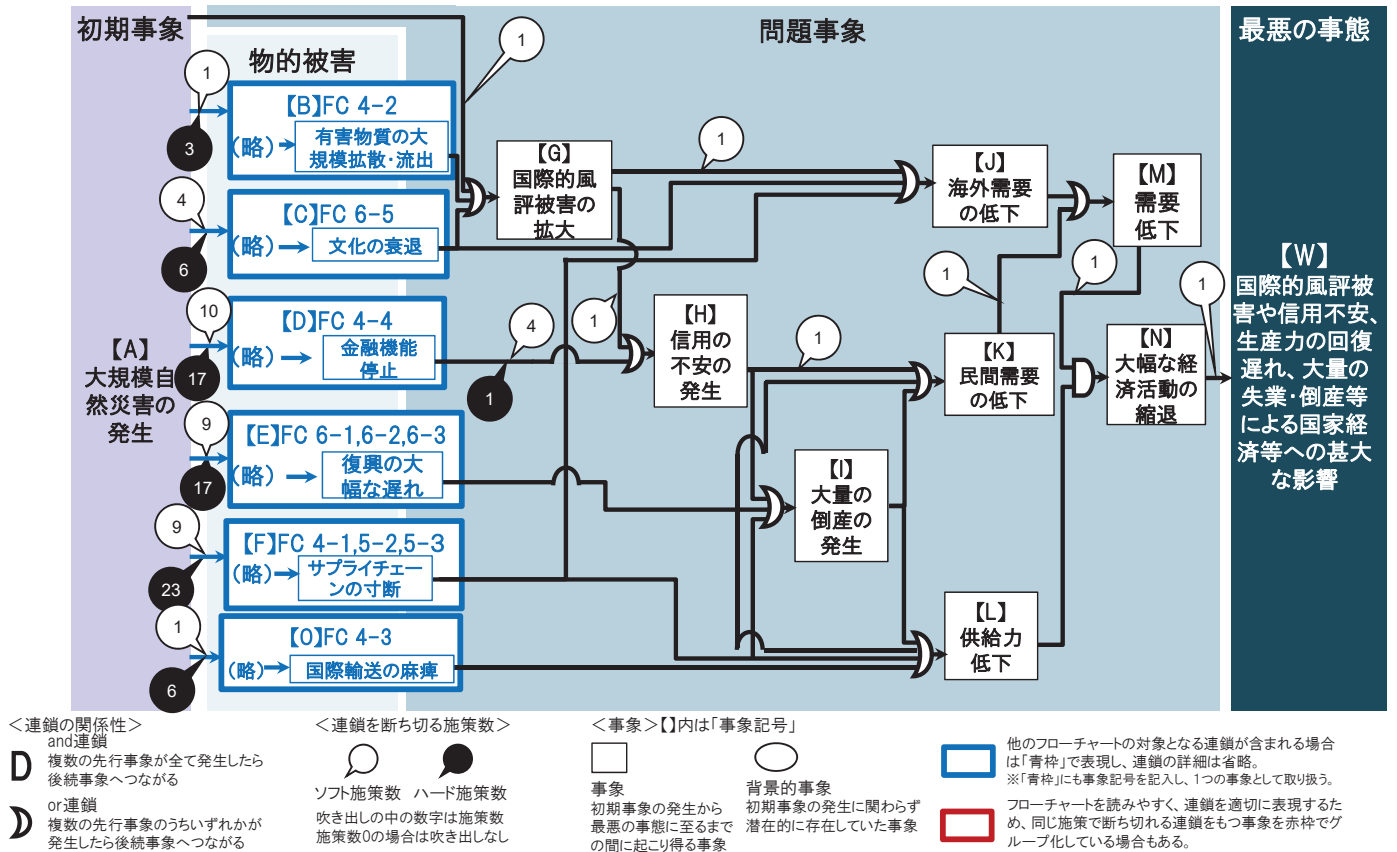 初期事象
物的被害
問題事象
最悪の事態
【A】
大規模自
然災害の
発生
1
3
【B】FC 4-2
(略)
有害物質の大
規模拡散・流出
4
6
【C】FC 6-5
(略)
文化の衰退
10
17
【D】FC 4-4
(略)
金融機能
停止
9
17
【E】FC 6-1,6-2,6-3
(略)
復興の大
幅な遅れ
9
23
【F】FC 4-1,5-2,5-3
(略)
サプライチェー
ンの寸断
1
6
【O】FC 4-3
(略)
国際輸送の麻痺
1
【G】
国際的風
評被害の
拡大
1
1
4
1
【H】
信用の
不安の
発生
1
【I】
大量の
倒産の
発生
【J】
海外需要
の低下
1
【K】
民間需要
の低下
【L】
供給力
低下
【M】
需要
低下
1
【N】
大幅な経
済活動の
縮退
1
【W】
国際的風評被
害や信用不安、
生産力の回復
遅れ、大量の
失業・倒産等
による国家経
済等への甚大
な影響
＜連鎖の関係性＞
and連鎖
複数の先行事象が全て発生したら
後続事象へつながる
or連鎖
複数の先行事象のうちいずれかが
発生したら後続事象へつながる
＜連鎖を断ち切る施策数＞
ソフト施策数 ハード施策数
吹き出しの中の数字は施策数
施策数0の場合は吹き出しなし
＜事象＞【】内は「事象記号」
事象
初期事象の発生から
最悪の事態に至るまで
の間に起こり得る事象
背景的事象
初期事象の発生に関わらず
潜在的に存在していた事象
他のフローチャートの対象となる連鎖が含まれる場合
は「青枠」で表現し、連鎖の詳細は省略。
※「青枠」にも事象記号を記入し、1つの事象として取り扱う。
フローチャートを読みやすく、連鎖を適切に表現するた
め、同じ施策で断ち切れる連鎖をもつ事象を赤枠でグ
ループ化している場合もある。